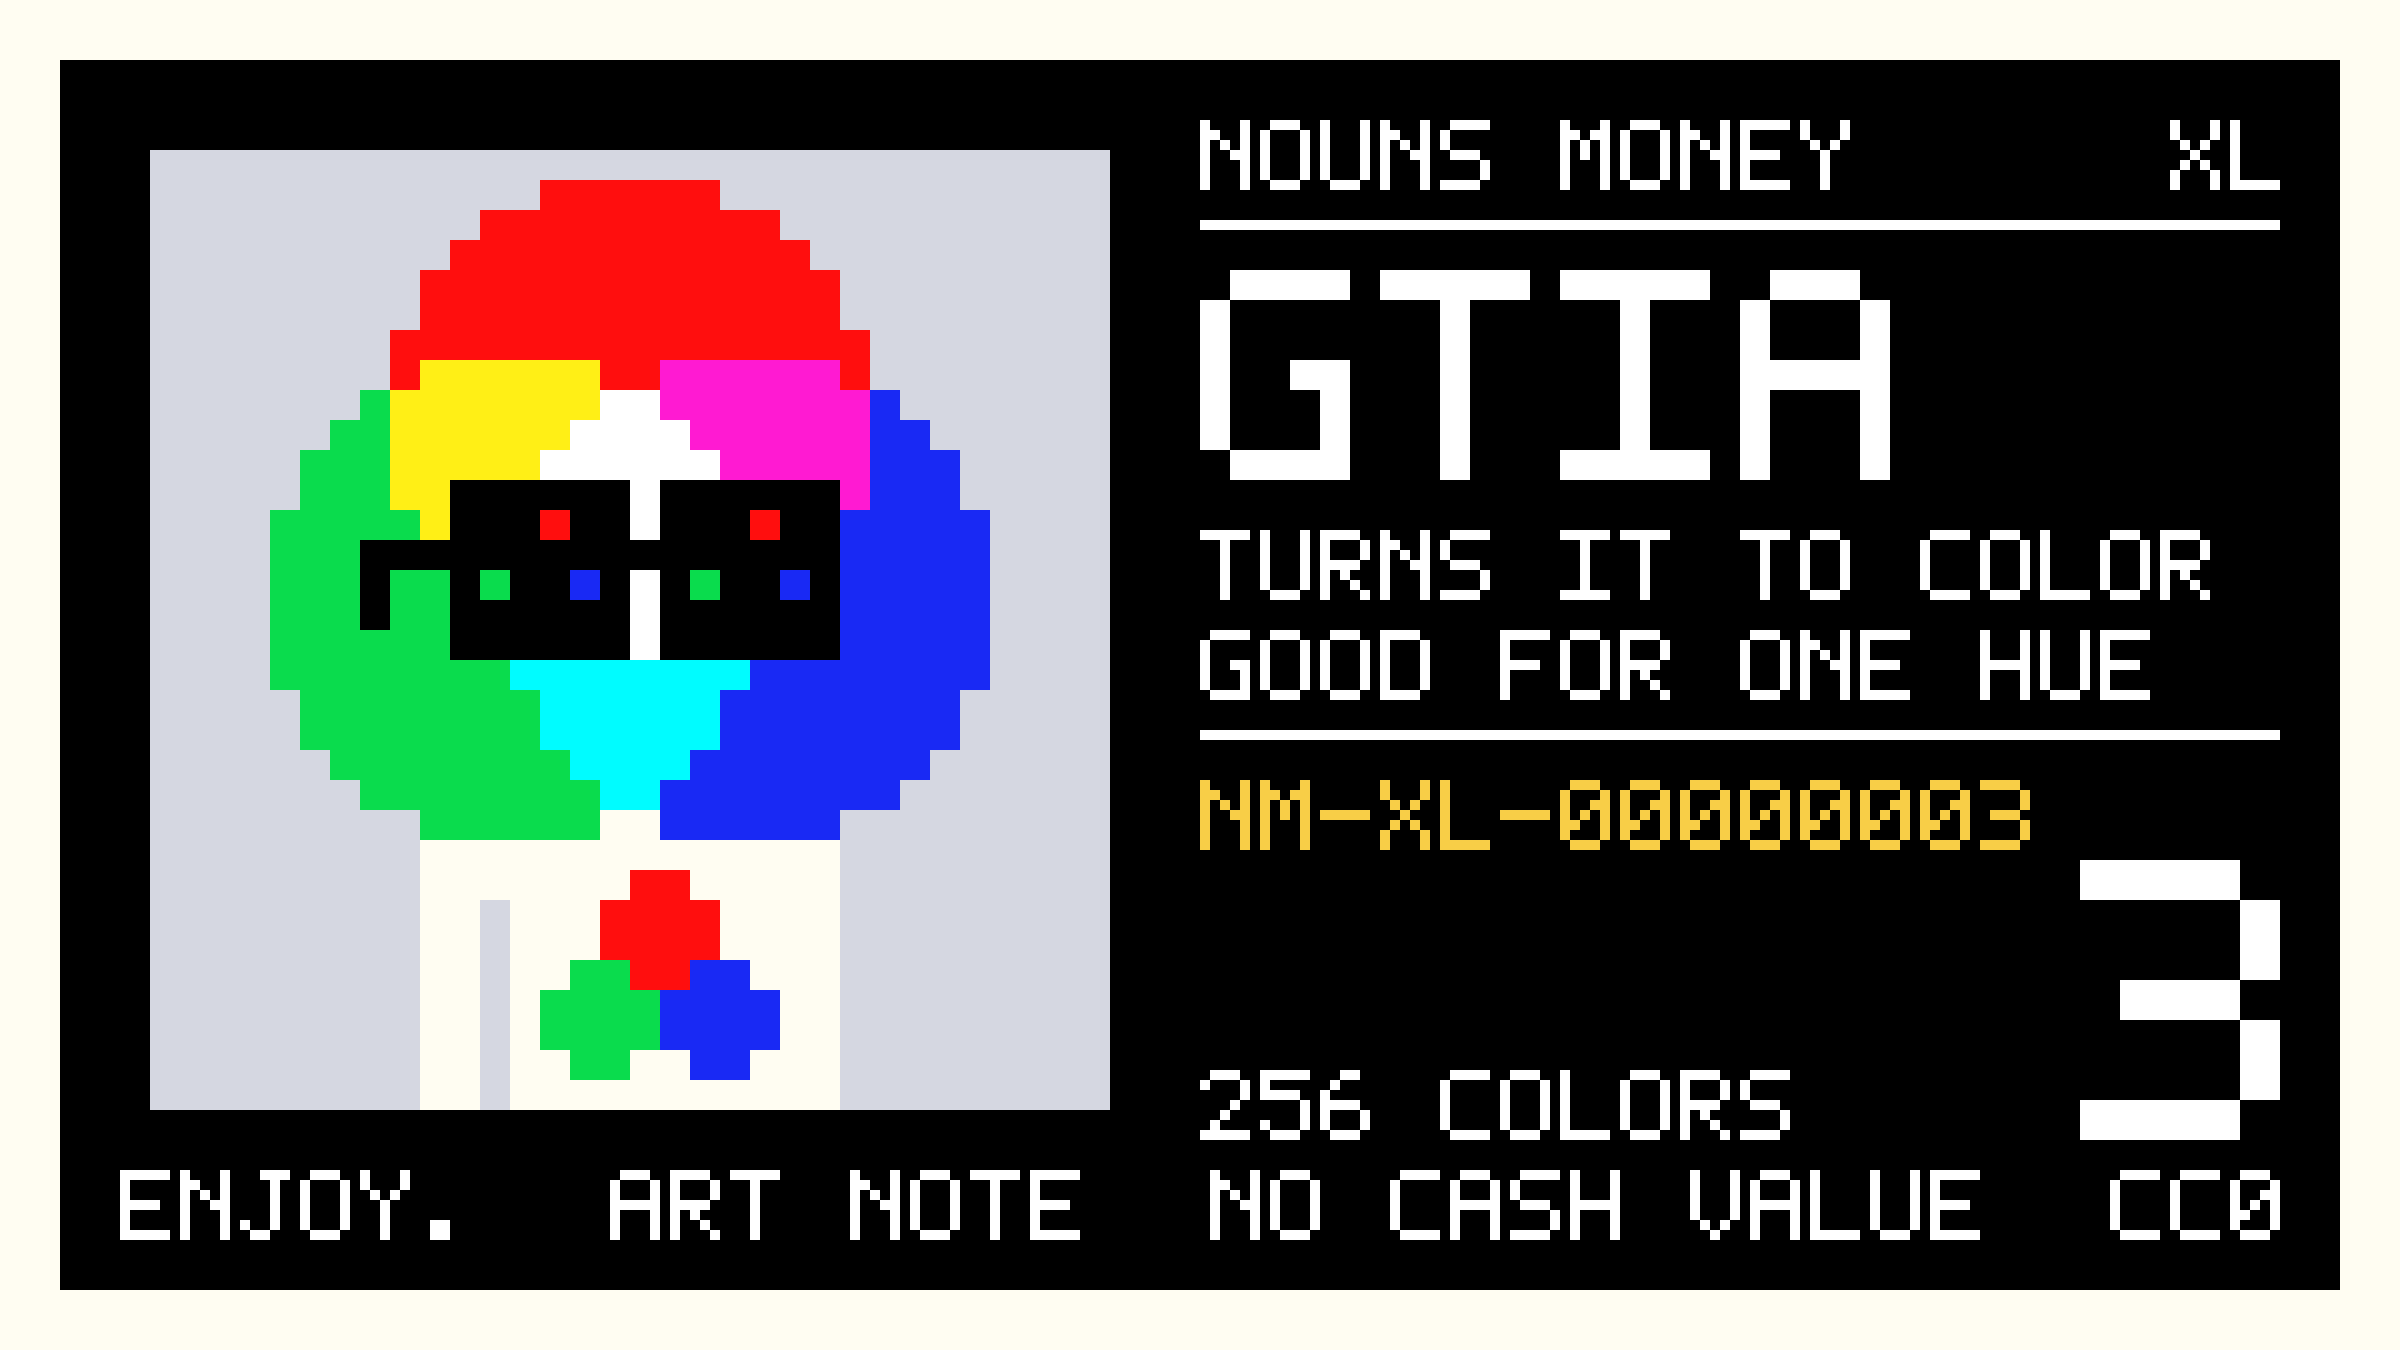 NOUNS MONEY XL
GTIA
TURNS IT TO COLOR
GOOD FOR ONE HUE
NM-XL-00000003
3
256 COLORS
ENJOY. ART NOTE NO CASH VALUE CC0